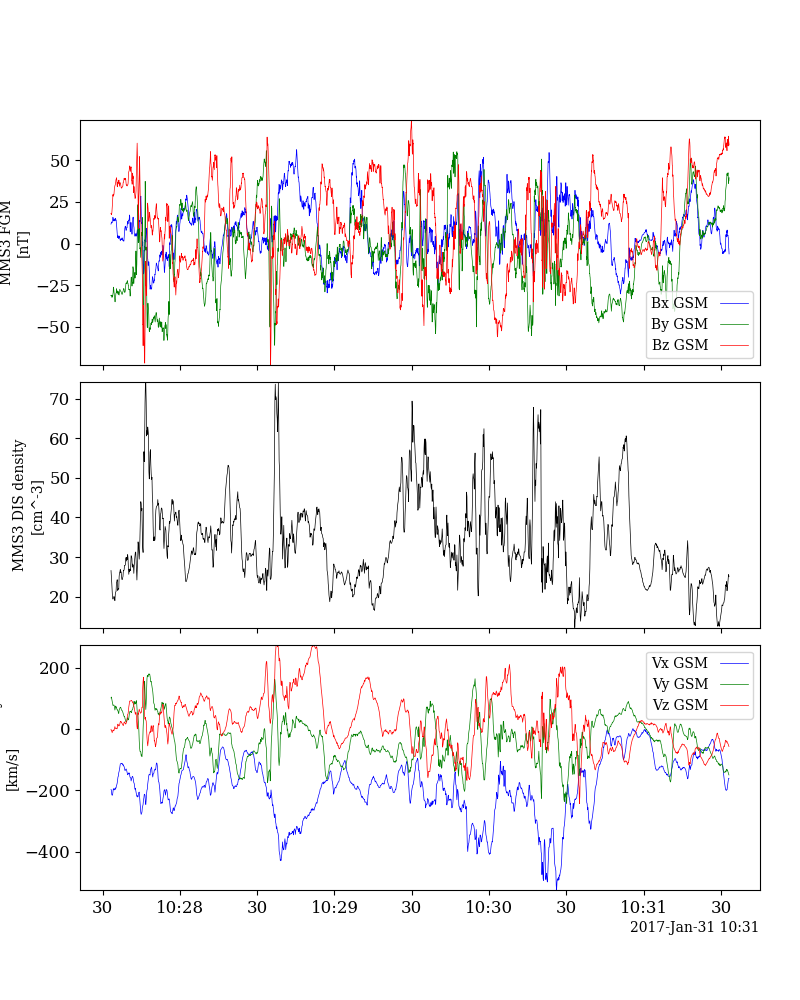 MMS3 FGM
[nT]
50
25
0
−25
−50
Bx GSM
By GSM
Bz GSM
MMS3 DIS density
[cm^-3]
70
60
50
40
30
20
[km/s]
200
0
−200
−400
Vx GSM
Vy GSM
Vz GSM
30
10:28
30
10:29
30
10:30
30
10:31
30
2017-Jan-31 10:31